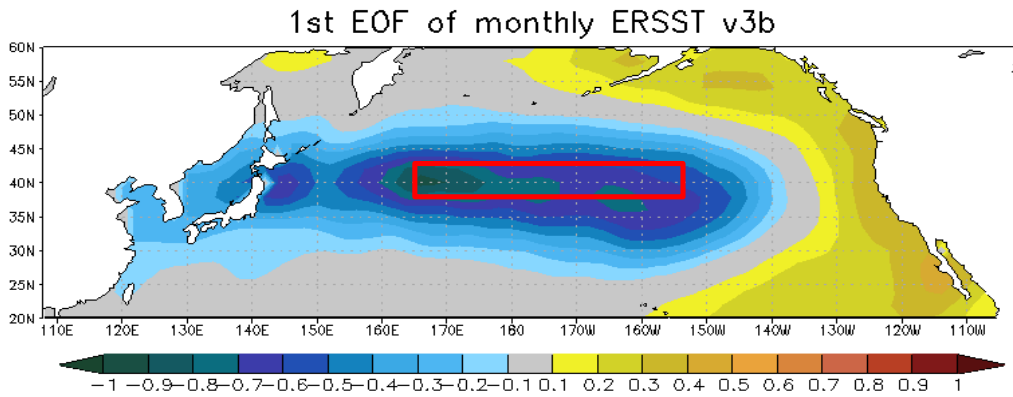 1st EOF of monthly ERSST v3b
60N
55N
50N
45N
40N
35N
30N
25N
20N
110E 120E 130E 140E 150E 160E 170E 180 170W 160W 150W 140W 130W 120W 110W
-1 -0.9 -0.8 -0.7 -0.6 -0.5 -0.4 -0.3 -0.2 -0.1 0.1 0.2 0.3 0.4 0.5 0.6 0.7 0.8 0.9 1